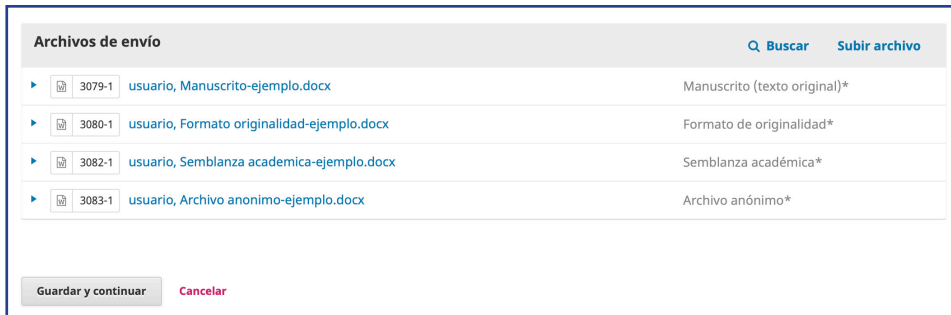 Archivos de envío Buscar Subir archivo
3079-1 usuario, Manuscrito-ejemplo.docx Manuscrito (texto original)*
3080-1 usuario, Formato originalidad-ejemplo.docx Formato de originalidad*
3082-1 usuario, Semblanza academica-ejemplo.docx Semblanza académica*
3083-1 usuario, Archivo anonimo-ejemplo.docx Archivo anónimo*
Guardar y continuar Cancelar